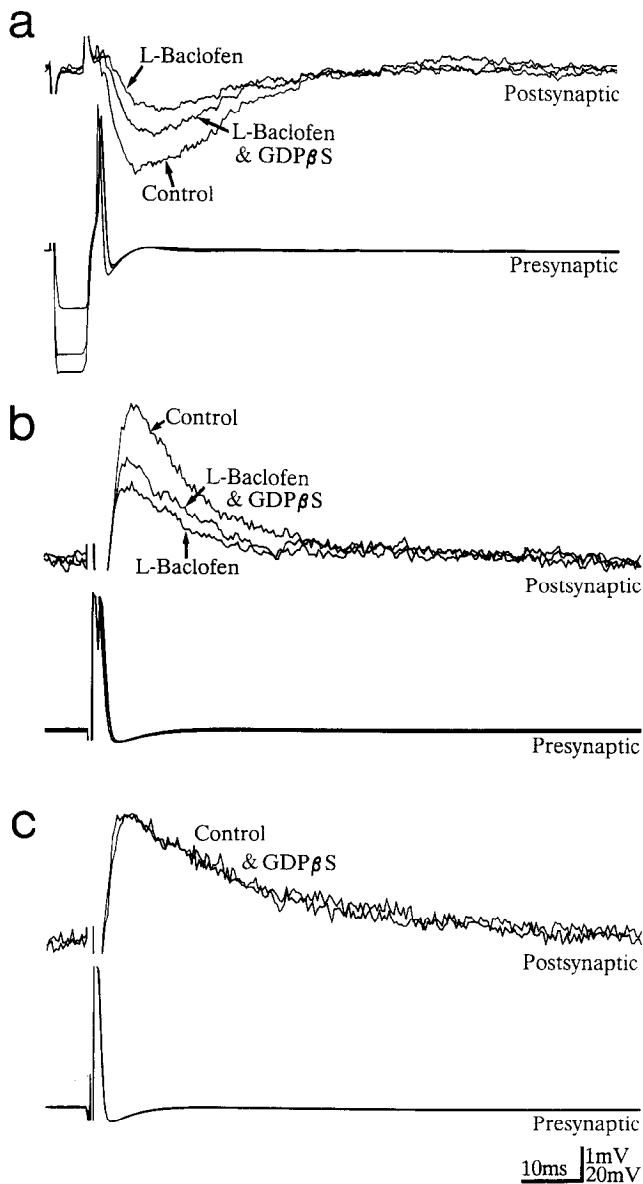 a
L-Baclofen
Postsynaptic
L-Baclofen
& GDPβS
Control
Presynaptic
b
Control
L-Baclofen
& GDPβS
L-Baclofen
Postsynaptic
Presynaptic
c
Control
& GDPβS
Postsynaptic
Presynaptic
1mV
10ms 20mV